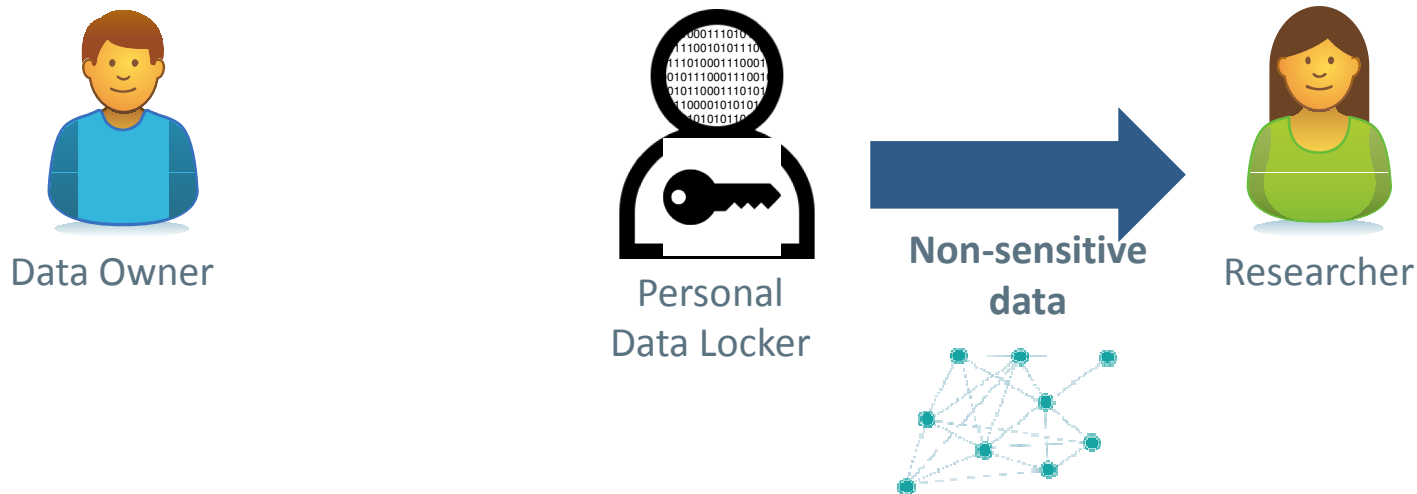 Data Owner
Personal
Data Locker
Non-sensitive
data
Researcher